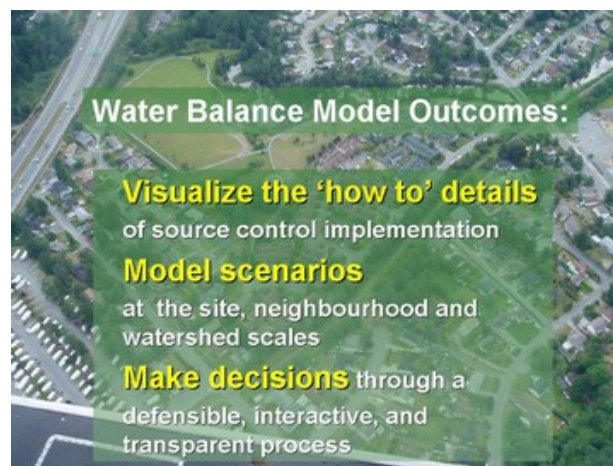 Water Balance Model Outcomes:
Visualize the ‘how to’ details
of source control implementation
Model scenarios
at the site, neighbourhood and
watershed scales
Make decisions through a
defensible, interactive, and
transparent process